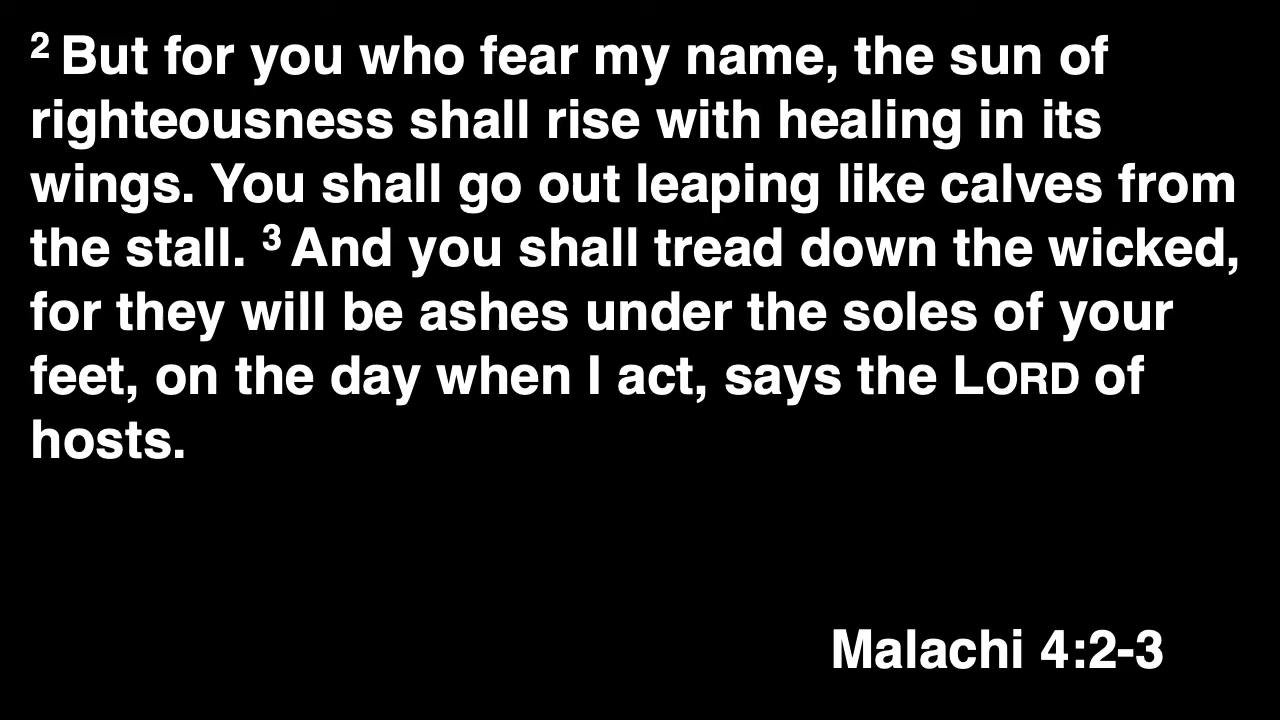 2 But for you who fear my name, the sun of
righteousness shall rise with healing in its
wings. You shall go out leaping like calves from
the stall. 3 And you shall tread down the wicked,
for they will be ashes under the soles of your
feet, on the day when I act, says the LORD of
hosts.
Malachi 4:2-3